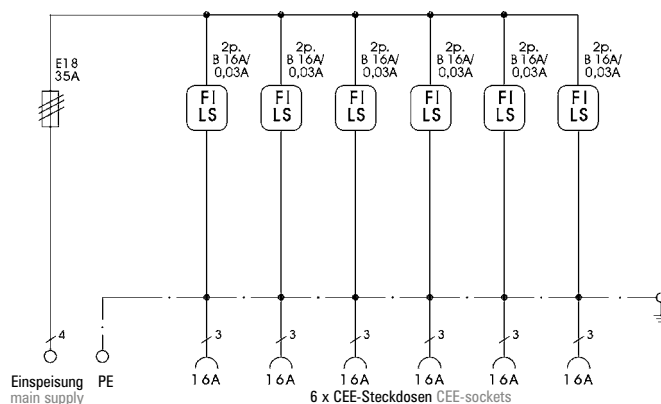 E18
35A
2p.
B 16A/
0,03A
2p.
B 16A/
0,03A
2p.
B 16A/
0,03A
2p.
B 16A/
0,03A
2p.
B 16A/
0,03A
2p.
B 16A/
0,03A
FI
LS
FI
LS
FI
LS
FI
LS
FI
LS
FI
LS
4
3
3
3
3
3
3
16A
16A
16A
16A
16A
16A
Einspeisung PE
main supply
6 x CEE-Steckdosen CEE-sockets